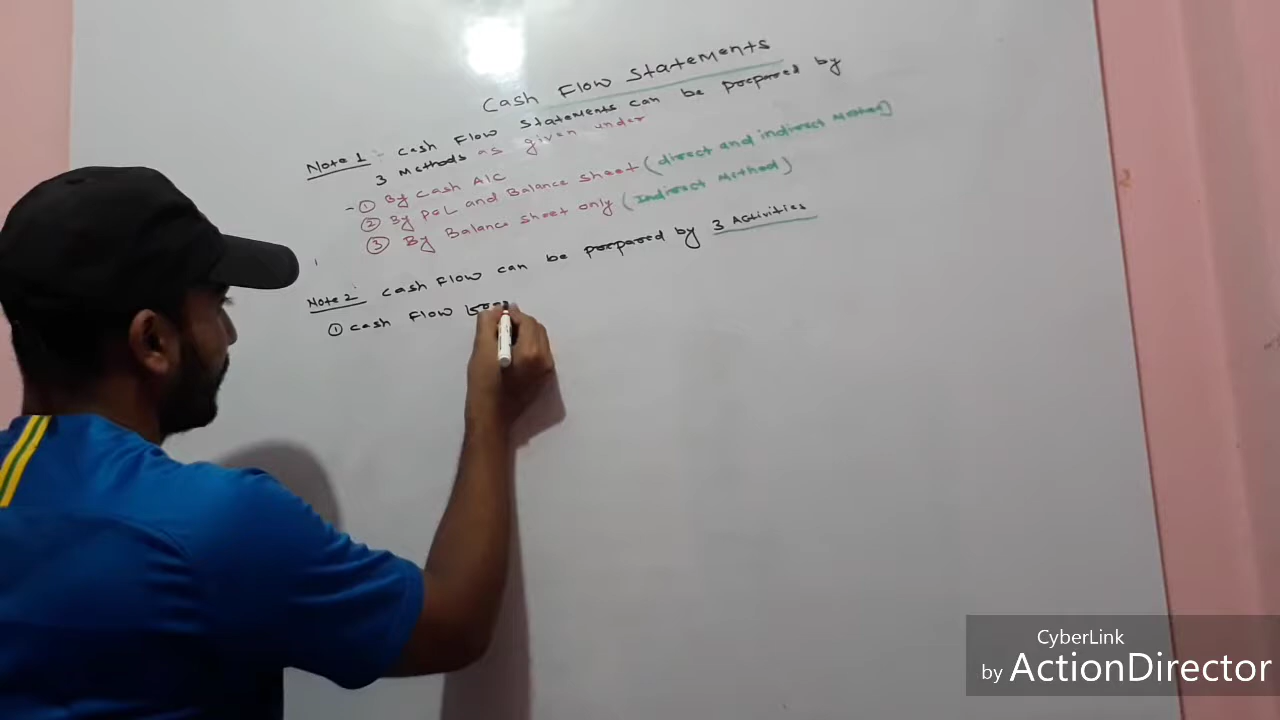 Cash Flow Statements
Note 1 :- Cash Flow Statements can be prepared by
3 Methods as given under
① By Cash A/C
② By P&L and Balance sheet (direct and indirect Method)
③ By Balance sheet only (Indirect Method)
Note 2 Cash Flow can be prepared by 3 Activities
① Cash Flow
CyberLink
by ActionDirector